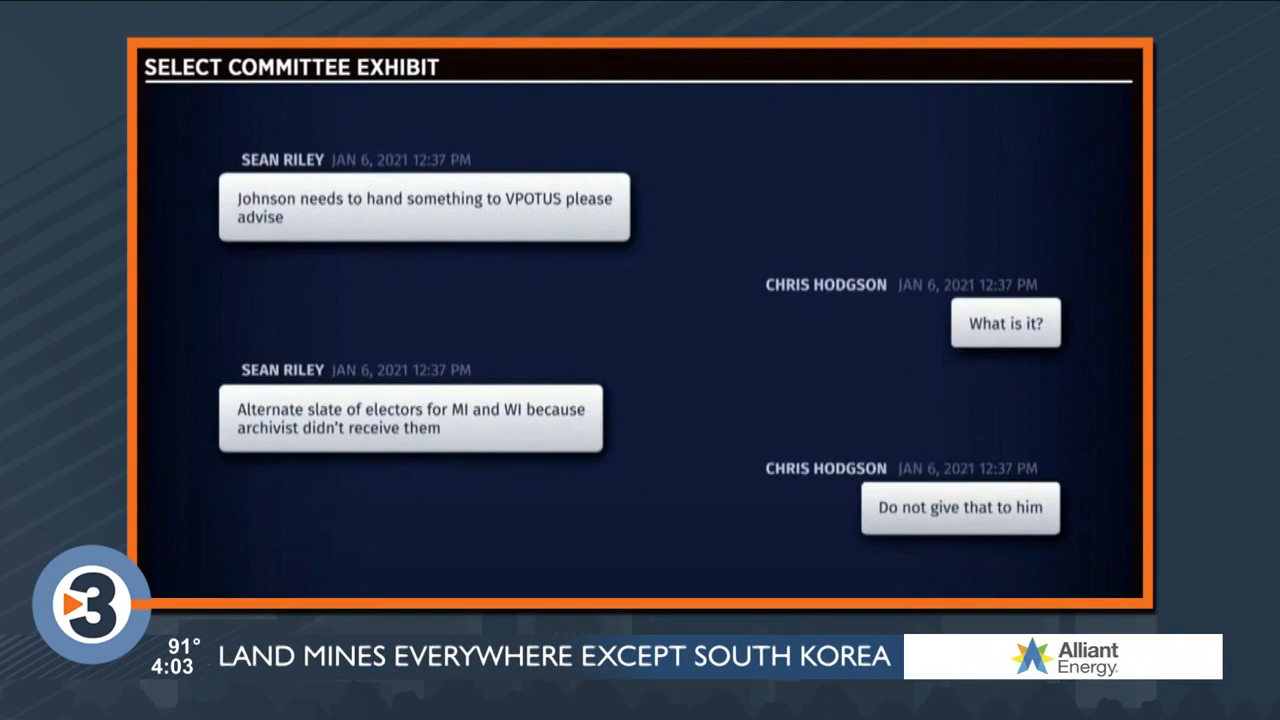 SELECT COMMITTEE EXHIBIT
SEAN RILEY JAN 6, 2021 12:37 PM
Johnson needs to hand something to VPOTUS please
advise
CHRIS HODGSON JAN 6, 2021 12:37 PM
What is it?
SEAN RILEY JAN 6, 2021 12:37 PM
Alternate slate of electors for MI and WI because
archivist didn't receive them
CHRIS HODGSON JAN 6, 2021 12:37 PM
Do not give that to him
3
91°
4:03
LAND MINES EVERYWHERE EXCEPT SOUTH KOREA
Alliant
Energy.